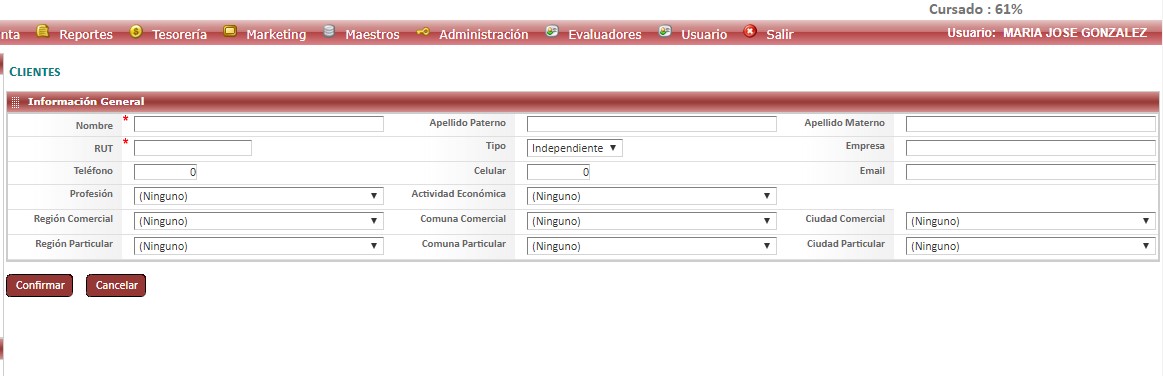 Cursado : 61%
nta Reportes Tesorería Marketing Maestros Administración Evaluadores Usuario Salir Usuario: MARIA JOSE GONZALEZ
CLIENTES
Información General
Nombre * Apellido Paterno Apellido Materno
RUT * Tipo Independiente Empresa
Teléfono 0 Celular 0 Email
Profesión (Ninguno) Actividad Económica (Ninguno)
Región Comercial (Ninguno) Comuna Comercial (Ninguno) Ciudad Comercial (Ninguno)
Región Particular (Ninguno) Comuna Particular (Ninguno) Ciudad Particular (Ninguno)
Confirmar Cancelar